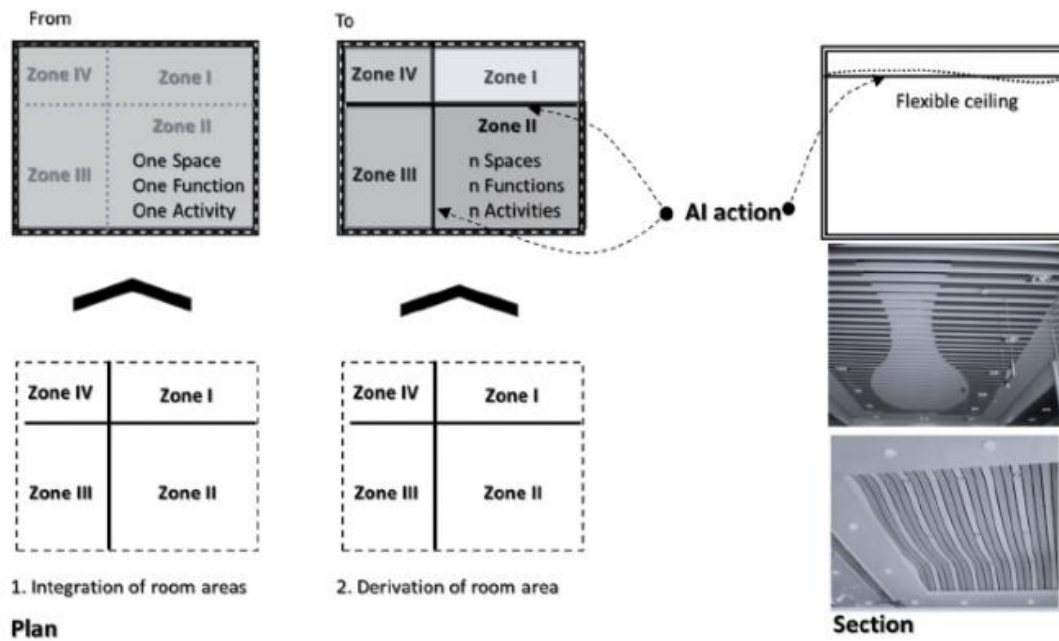 From
To
Zone IV
Zone I
Zone II
Zone III
One Space
One Function
One Activity
Zone IV
Zone I
Zone II
Zone III
n Spaces
n Functions
n Activities
AI action
Flexible ceiling
Zone IV
Zone I
Zone III
Zone II
Zone IV
Zone I
Zone III
Zone II
1. Integration of room areas
2. Derivation of room area
Plan
Section